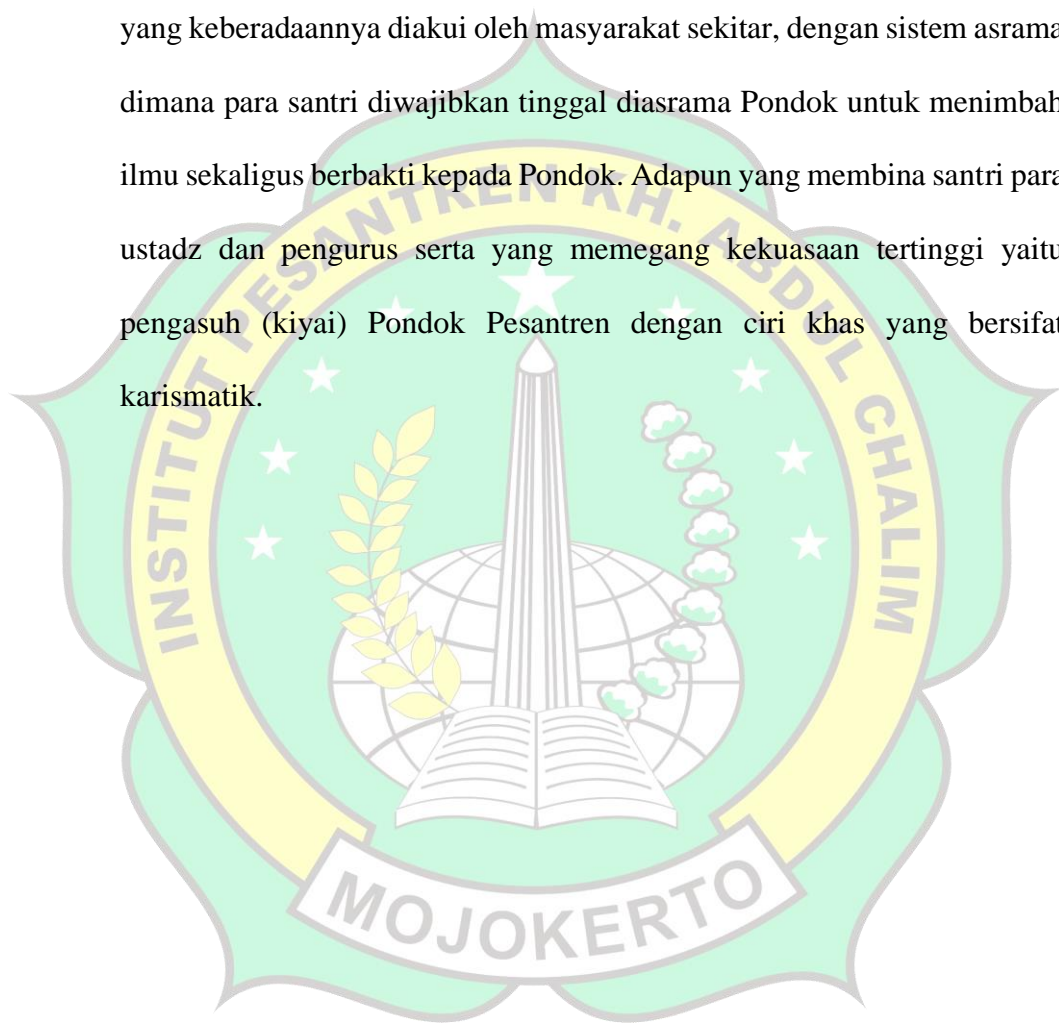 yang keberadaannya diakui oleh masyarakat sekitar, dengan sistem asrama
dimana para santri diwajibkan tinggal diasrama Pondok untuk menimbah
ilmu sekaligus berbakti kepada Pondok. Adapun yang membina santri para
ustadz dan pengurus serta yang memegang kekuasaan tertinggi yaitu
pengasuh (kiyai) Pondok Pesantren dengan ciri khas yang bersifat
karismatik.
INSTITUT PESANTREN KH. ABDUL CHALIM
MOJOKERTO